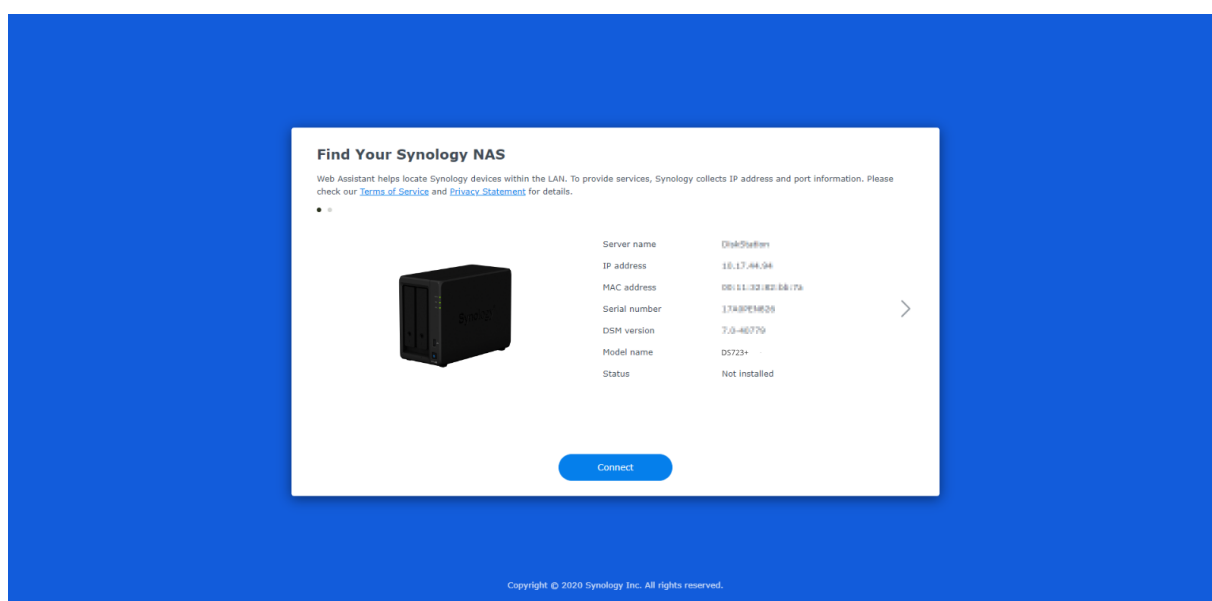 Find Your Synology NAS
Web Assistant helps locate Synology devices within the LAN. To provide services, Synology collects IP address and port information. Please
check our Terms of Service and Privacy Statement for details.
Server name DiskStation
IP address
MAC address
Serial number
DSM version
Model name DS723+
Status Not installed
Synology
Connect
Copyright © 2020 Synology Inc. All rights reserved.